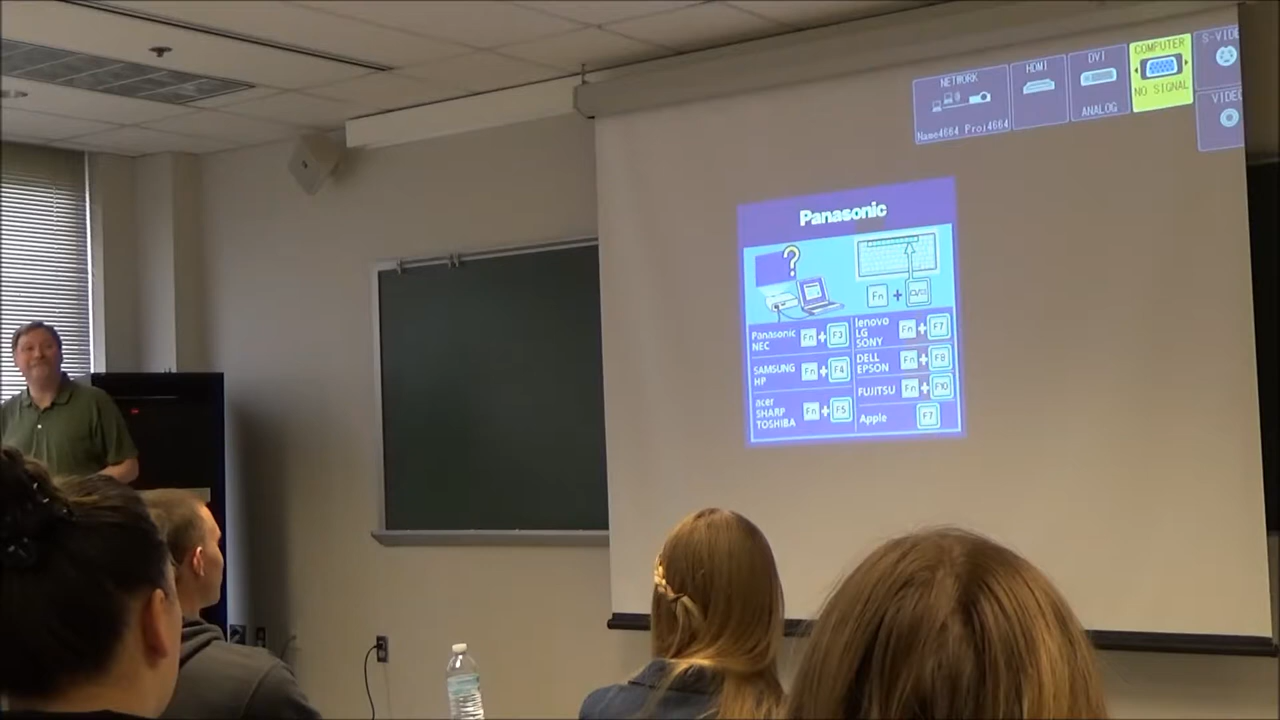 NETWORK
Name4664 Proj4664
HDMI
DVI
ANALOG
COMPUTER
NO SIGNAL
S-VIDE
VIDEO
Panasonic
?
Fn +
Panasonic
NEC
Fn + F3
lenovo
LG
SONY
Fn + F7
SAMSUNG
HP
Fn + F4
DELL
EPSON
Fn + F8
acer
SHARP
TOSHIBA
Fn + F5
FUJITSU
Fn + F10
Apple
F7